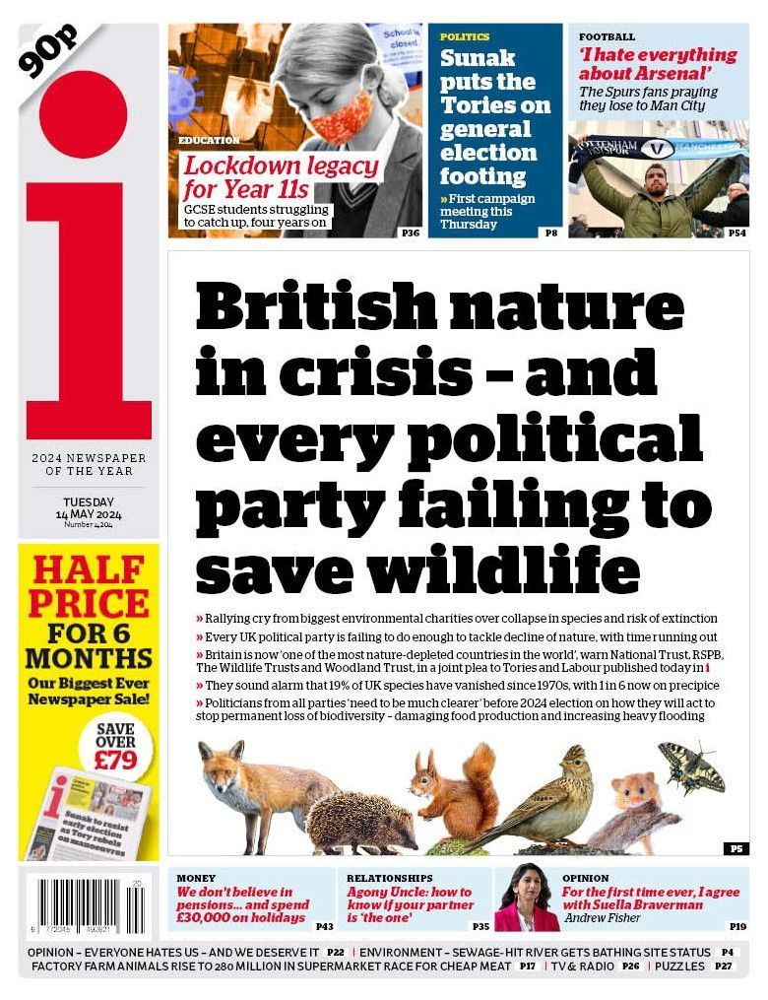 90p
i
2024 NEWSPAPER
OF THE YEAR
TUESDAY
14 MAY 2024
Number 4,204
School is
closed.
EDUCATION
Lockdown legacy
for Year 11s
GCSE students struggling
to catch up, four years on
P36
POLITICS
Sunak
puts the
Tories on
general
election
footing
» First campaign
meeting this
Thursday
P8
FOOTBALL
‘I hate everything
about Arsenal’
The Spurs fans praying
they lose to Man City
TOTTENHAM
HOTSPUR
V
MANCHESTER
P54
British nature
in crisis – and
every political
party failing to
save wildlife
» Rallying cry from biggest environmental charities over collapse in species and risk of extinction
» Every UK political party is failing to do enough to tackle decline of nature, with time running out
» Britain is now ‘one of the most nature-depleted countries in the world’, warn National Trust, RSPB,
The Wildlife Trusts and Woodland Trust, in a joint plea to Tories and Labour published today in i
» They sound alarm that 19% of UK species have vanished since 1970s, with 1 in 6 now on precipice
» Politicians from all parties ‘need to be much clearer’ before 2024 election on how they will act to
stop permanent loss of biodiversity – damaging food production and increasing heavy flooding
P5
HALF
PRICE
FOR 6
MONTHS
Our Biggest Ever
Newspaper Sale!
SAVE
OVER
£79
i
Sunak to resist
early election
as Tory rebels
on manoeuvres
20
9 772045 492821
MONEY
We don’t believe in
pensions... and spend
£30,000 on holidays
P43
RELATIONSHIPS
Agony Uncle: how to
know if your partner
is ‘the one’
P35
OPINION
For the first time ever, I agree
with Suella Braverman
Andrew Fisher
P19
OPINION – EVERYONE HATES US – AND WE DESERVE IT P22 | ENVIRONMENT – SEWAGE-HIT RIVER GETS BATHING SITE STATUS P4
FACTORY FARM ANIMALS RISE TO 280 MILLION IN SUPERMARKET RACE FOR CHEAP MEAT P17 | TV & RADIO P26 | PUZZLES P27